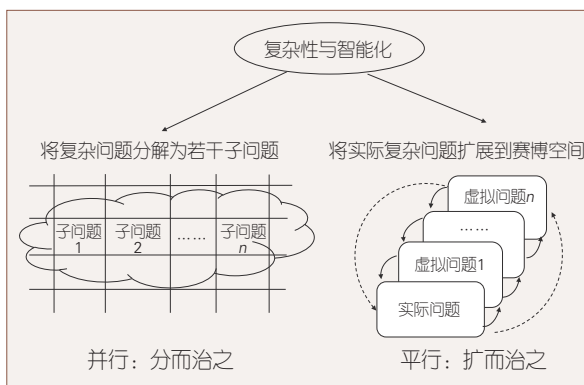 复杂性与智能化
将复杂问题分解为若干子问题
将实际复杂问题扩展到赛博空间
子问题
1
子问题
2
……
子问题
n
虚拟问题n
……
虚拟问题1
实际问题
并行：分而治之
平行：扩而治之